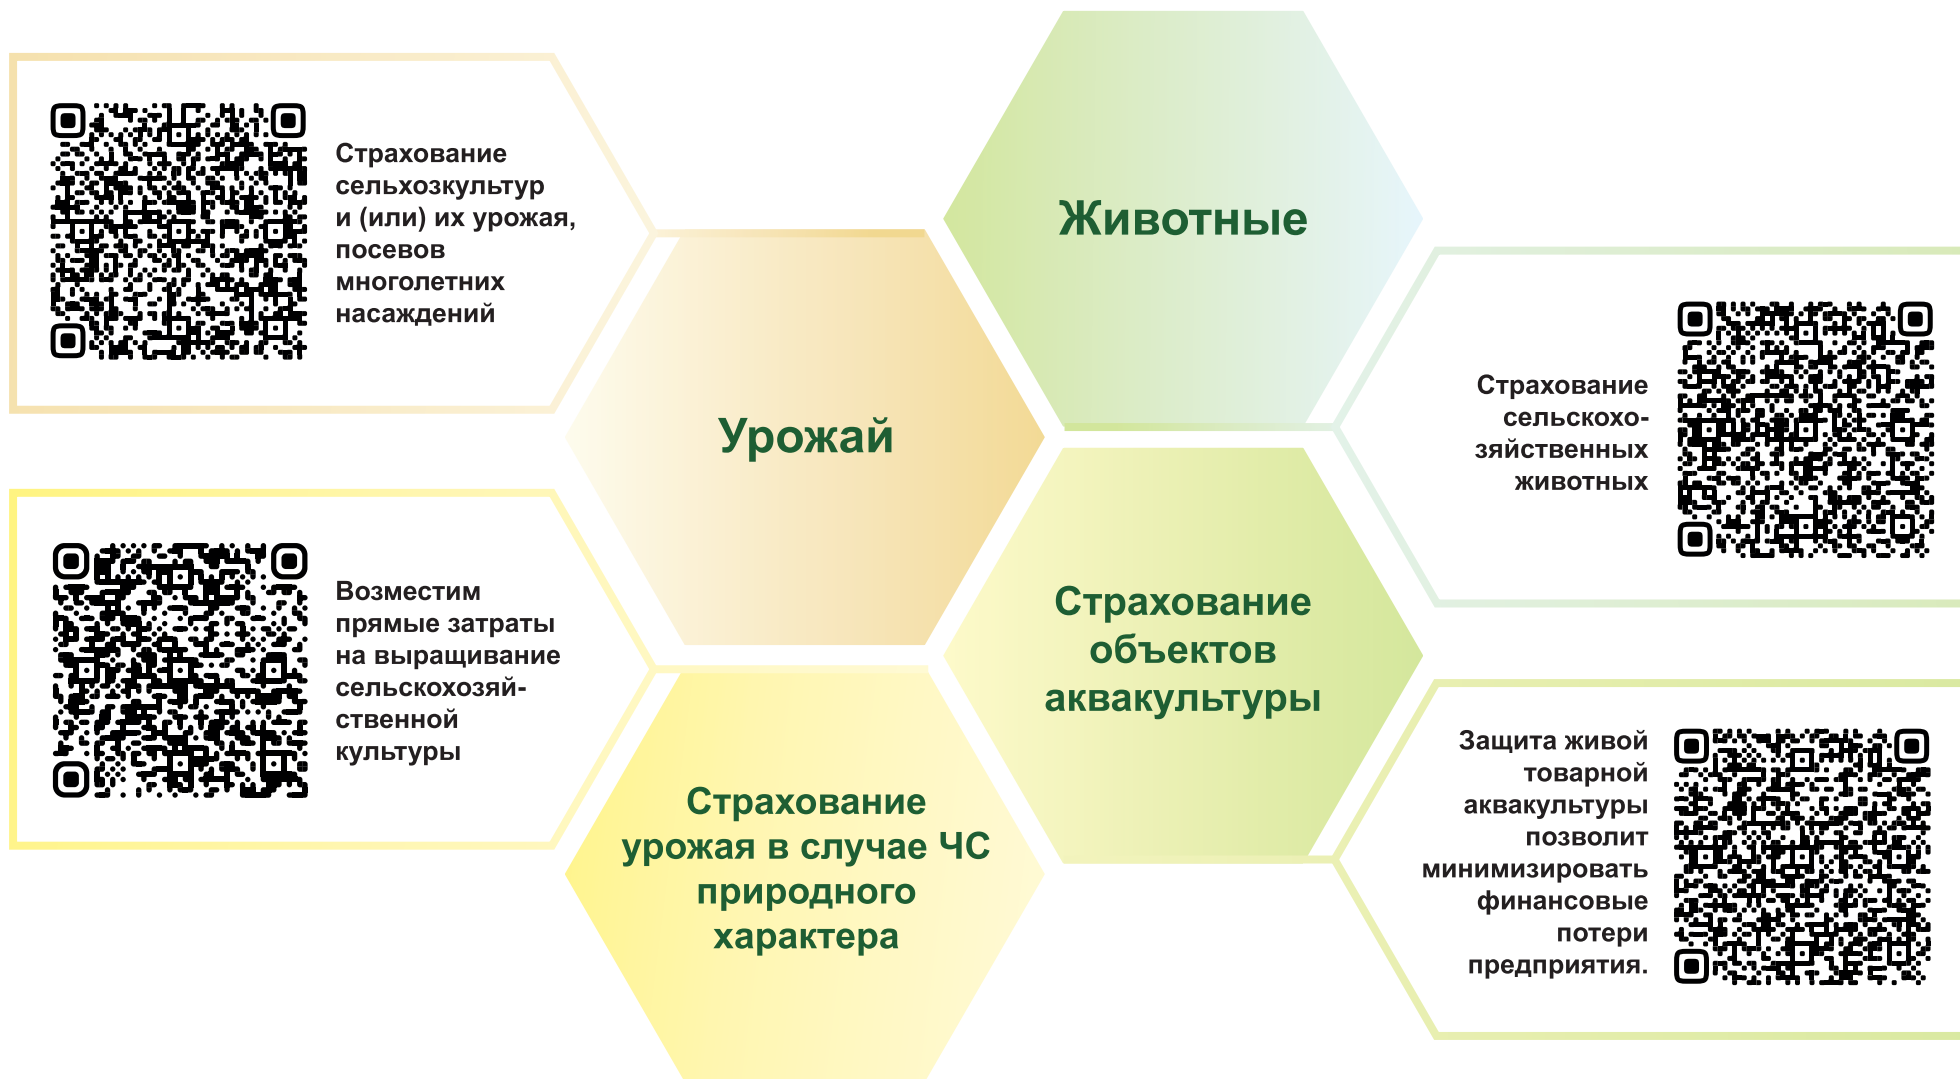 Страхование
сельхозкультур
и (или) их урожая,
посевов
многолетних
насаждений
Урожай
Животные
Страхование
сельскохо-
зяйственных
животных
Возместим
прямые затраты
на выращивание
сельскохозяй-
ственной
культуры
Страхование
урожая в случае ЧС
природного
характера
Страхование
объектов
аквакультуры
Защита живой
товарной
аквакультуры
позволит
минимизировать
финансовые
потери
предприятия.